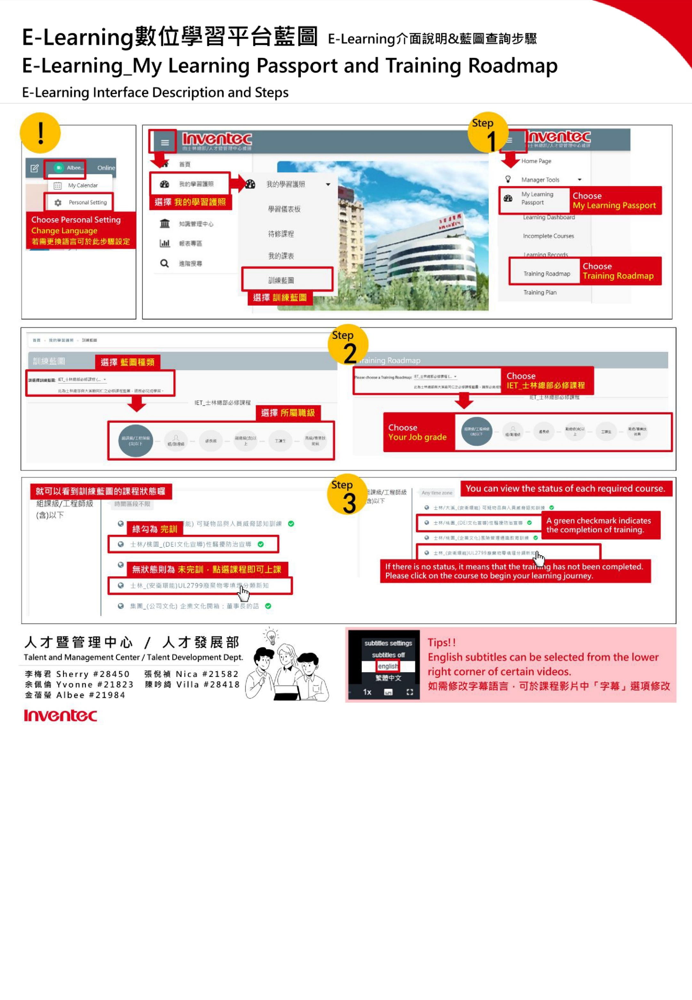 E-Learning數位學習平台藍圖 E-Learning介面說明&藍圖查詢步驟
E-Learning_My Learning Passport and Training Roadmap
E-Learning Interface Description and Steps
!
Albee... Online
My Calendar
Personal Setting
Choose Personal Setting
Change Language
若需更換語言可於此步驟設定
Inventec
由士林總部/人才暨管理中心維護
首頁
我的學習護照
選擇 我的學習護照
知識管理中心
報表專區
進階搜尋
我的學習護照
學習儀表板
待修課程
我的課表
訓練藍圖
選擇 訓練藍圖
Step
1
Inventec
士林總部/人才暨管理中心維護
Home Page
Manager Tools
My Learning
Passport
Choose
My Learning Passport
Learning Dashboard
Incomplete Courses
Learning Records
Training Roadmap
Choose
Training Roadmap
Training Plan
首頁 我的學習護照 訓練藍圖
訓練藍圖
選擇 藍圖種類
請選擇訓練藍圖: IET_士林總部必修課程 (...
此為士林總部與大溪廠同仁之必修課程藍圖，請務必完成學習。
IET_士林總部必修課程
選擇 所屬職級
組課級/工程師級
(含)以下
經/副理級
處長級
副總級(含)以
上
工讀生
高級/專業技
術員
Step
2
Training Roadmap
Please choose a Training Roadmap: IET_士林總部必修課程 (...
此為士林總部與大溪廠同仁之必修課程藍圖，請務必完成
Choose
IET_士林總部必修課程
IET_士林總部必修課程
Choose
Your Job grade
組課級/工程師級
(含)以下
經/副理級
處長級
副總級(含)以
上
工讀生
高級/專業技
術員
就可以看到訓練藍圖的課程狀態囉
組課級/工程師級
(含)以下
時間區段不限
能) 可疑物品與人員威脅認知訓練
綠勾為 完訓
士林/桃園_(DEI文化宣導)性騷擾防治宣導
無狀態則為 未完訓，點選課程即可上課
士林_(安衛環能)UL2799廢棄物零填埋分類新知
集團_(公司文化) 企業文化開箱：董事長的話
Step
3
組課級/工程師級
含)以下
Any time zone
You can view the status of each required course.
士林/大溪_(安衛環能) 可疑物品與人員威脅認知訓練
士林/桃園_(DEI文化宣導)性騷擾防治宣導
A green checkmark indicates
the completion of training.
士林/桃園_(企業文化)風險管理通識教育訓練
士林_(安衛環能)UL2799廢棄物零填埋分類新知
If there is no status, it means that the training has not been completed.
Please click on the course to begin your learning journey.
人才暨管理中心 / 人才發展部
Talent and Management Center / Talent Development Dept.
李梅君 Sherry #28450 張倪禎 Nica #21582
余佩倫 Yvonne #21823 陳吟綺 Villa #28418
金蓓瑩 Albee #21984
Inventec
subtitles settings
subtitles off
english
繁體中文
1x
Tips!!
English subtitles can be selected from the lower
right corner of certain videos.
如需修改字幕語言，可於課程影片中「字幕」選項修改